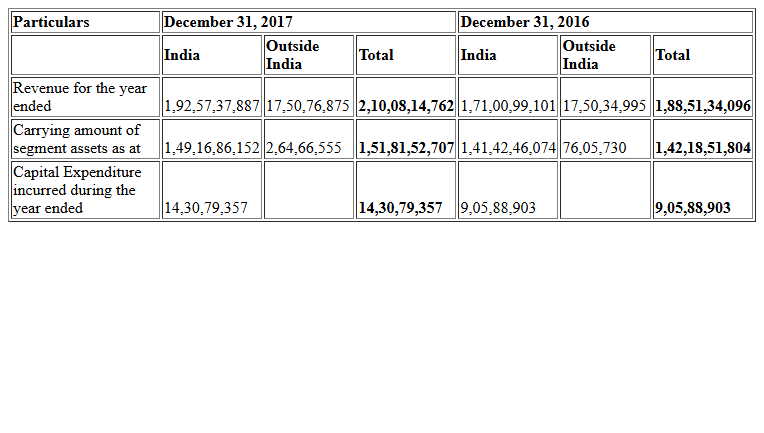 Particulars December 31, 2017 December 31, 2016
India Outside India Total India Outside India Total
Revenue for the year ended 1,92,57,37,887 17,50,76,875 2,10,08,14,762 1,71,00,99,101 17,50,34,995 1,88,51,34,096
Carrying amount of segment assets as at 1,49,16,86,152 2,64,66,555 1,51,81,52,707 1,41,42,46,074 76,05,730 1,42,18,51,804
Capital Expenditure incurred during the year ended 14,30,79,357 14,30,79,357 9,05,88,903 9,05,88,903